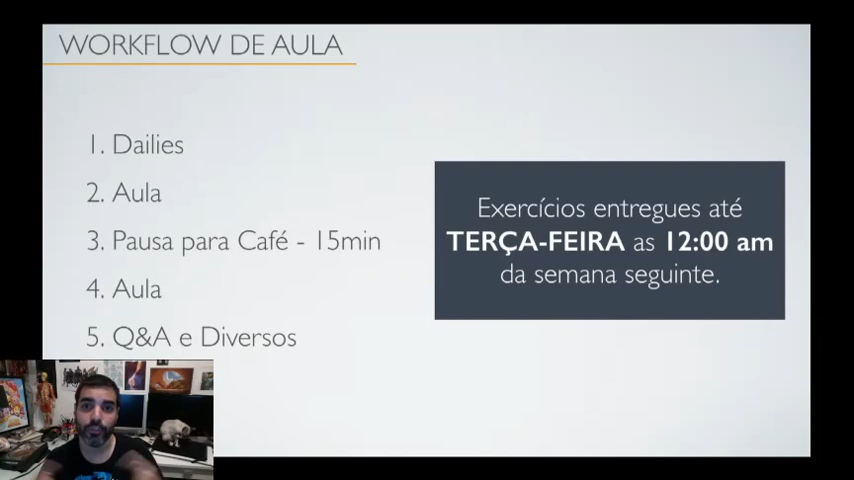 WORKFLOW DE AULA
1. Dailies
2. Aula
3. Pausa para Café - 15min
4. Aula
5. Q&A e Diversos
Exercícios entregues até
TERÇA-FEIRA as 12:00 am
da semana seguinte.